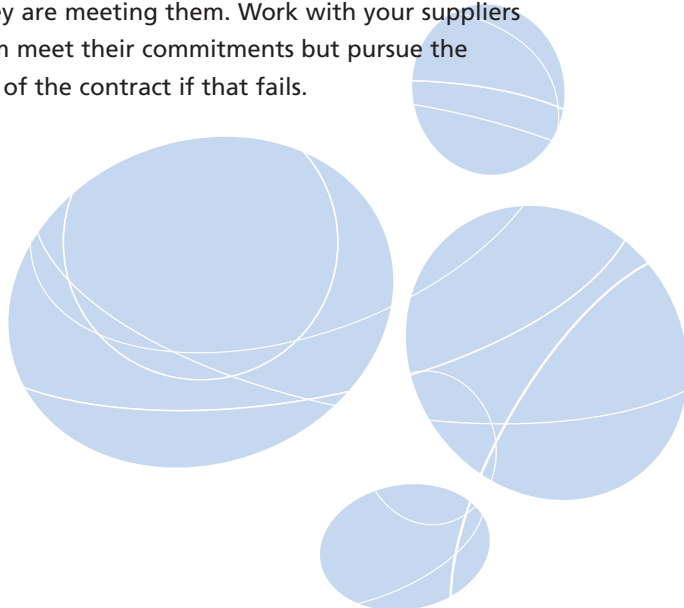 ey are meeting them. Work with your suppliers
m meet their commitments but pursue the
of the contract if that fails.